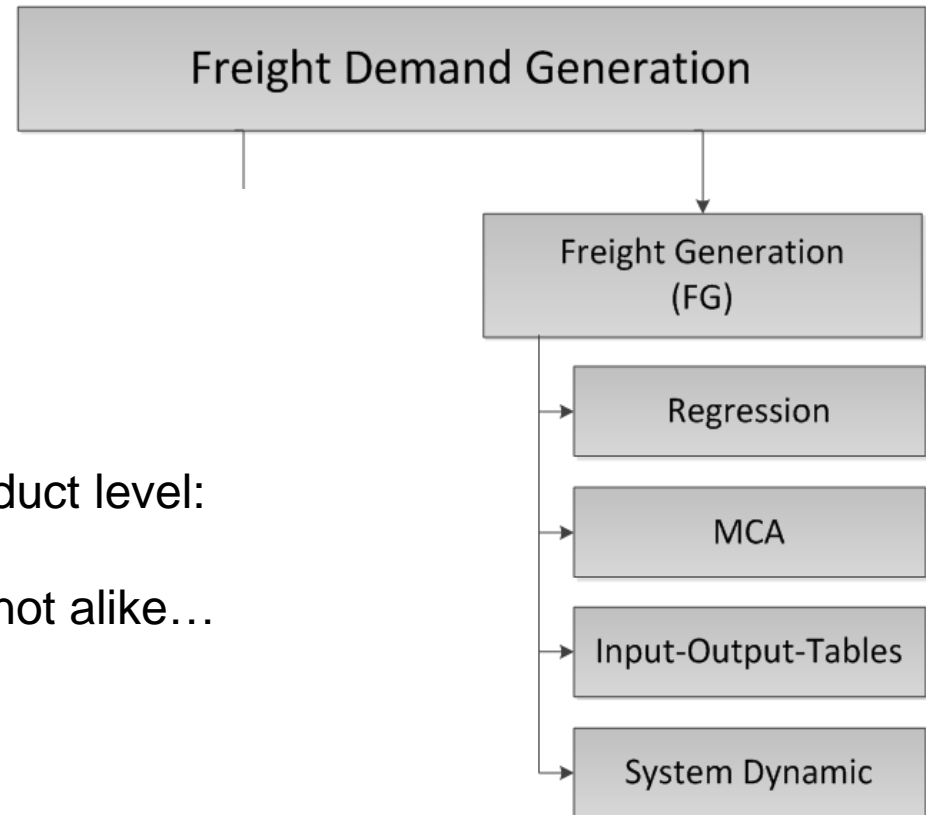 Freight Demand Generation
Freight Generation
(FG)
Regression
duct level:
MCA
not alike…
Input-Output-Tables
System Dynamic